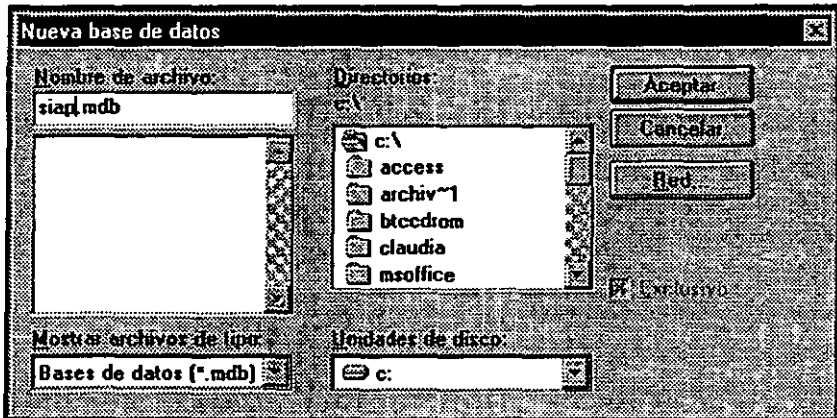 Nueva base de datos
Nombre de archivo:
siap.mdb
Directorios:
c:\
c:\
access
archiv~1
btccdrom
claudia
msoffice
Aceptar
Cancelar
Red...
Exclusivo
Mostrar archivos de tipo:
Bases de datos (*.mdb)
Unidades de disco:
c: